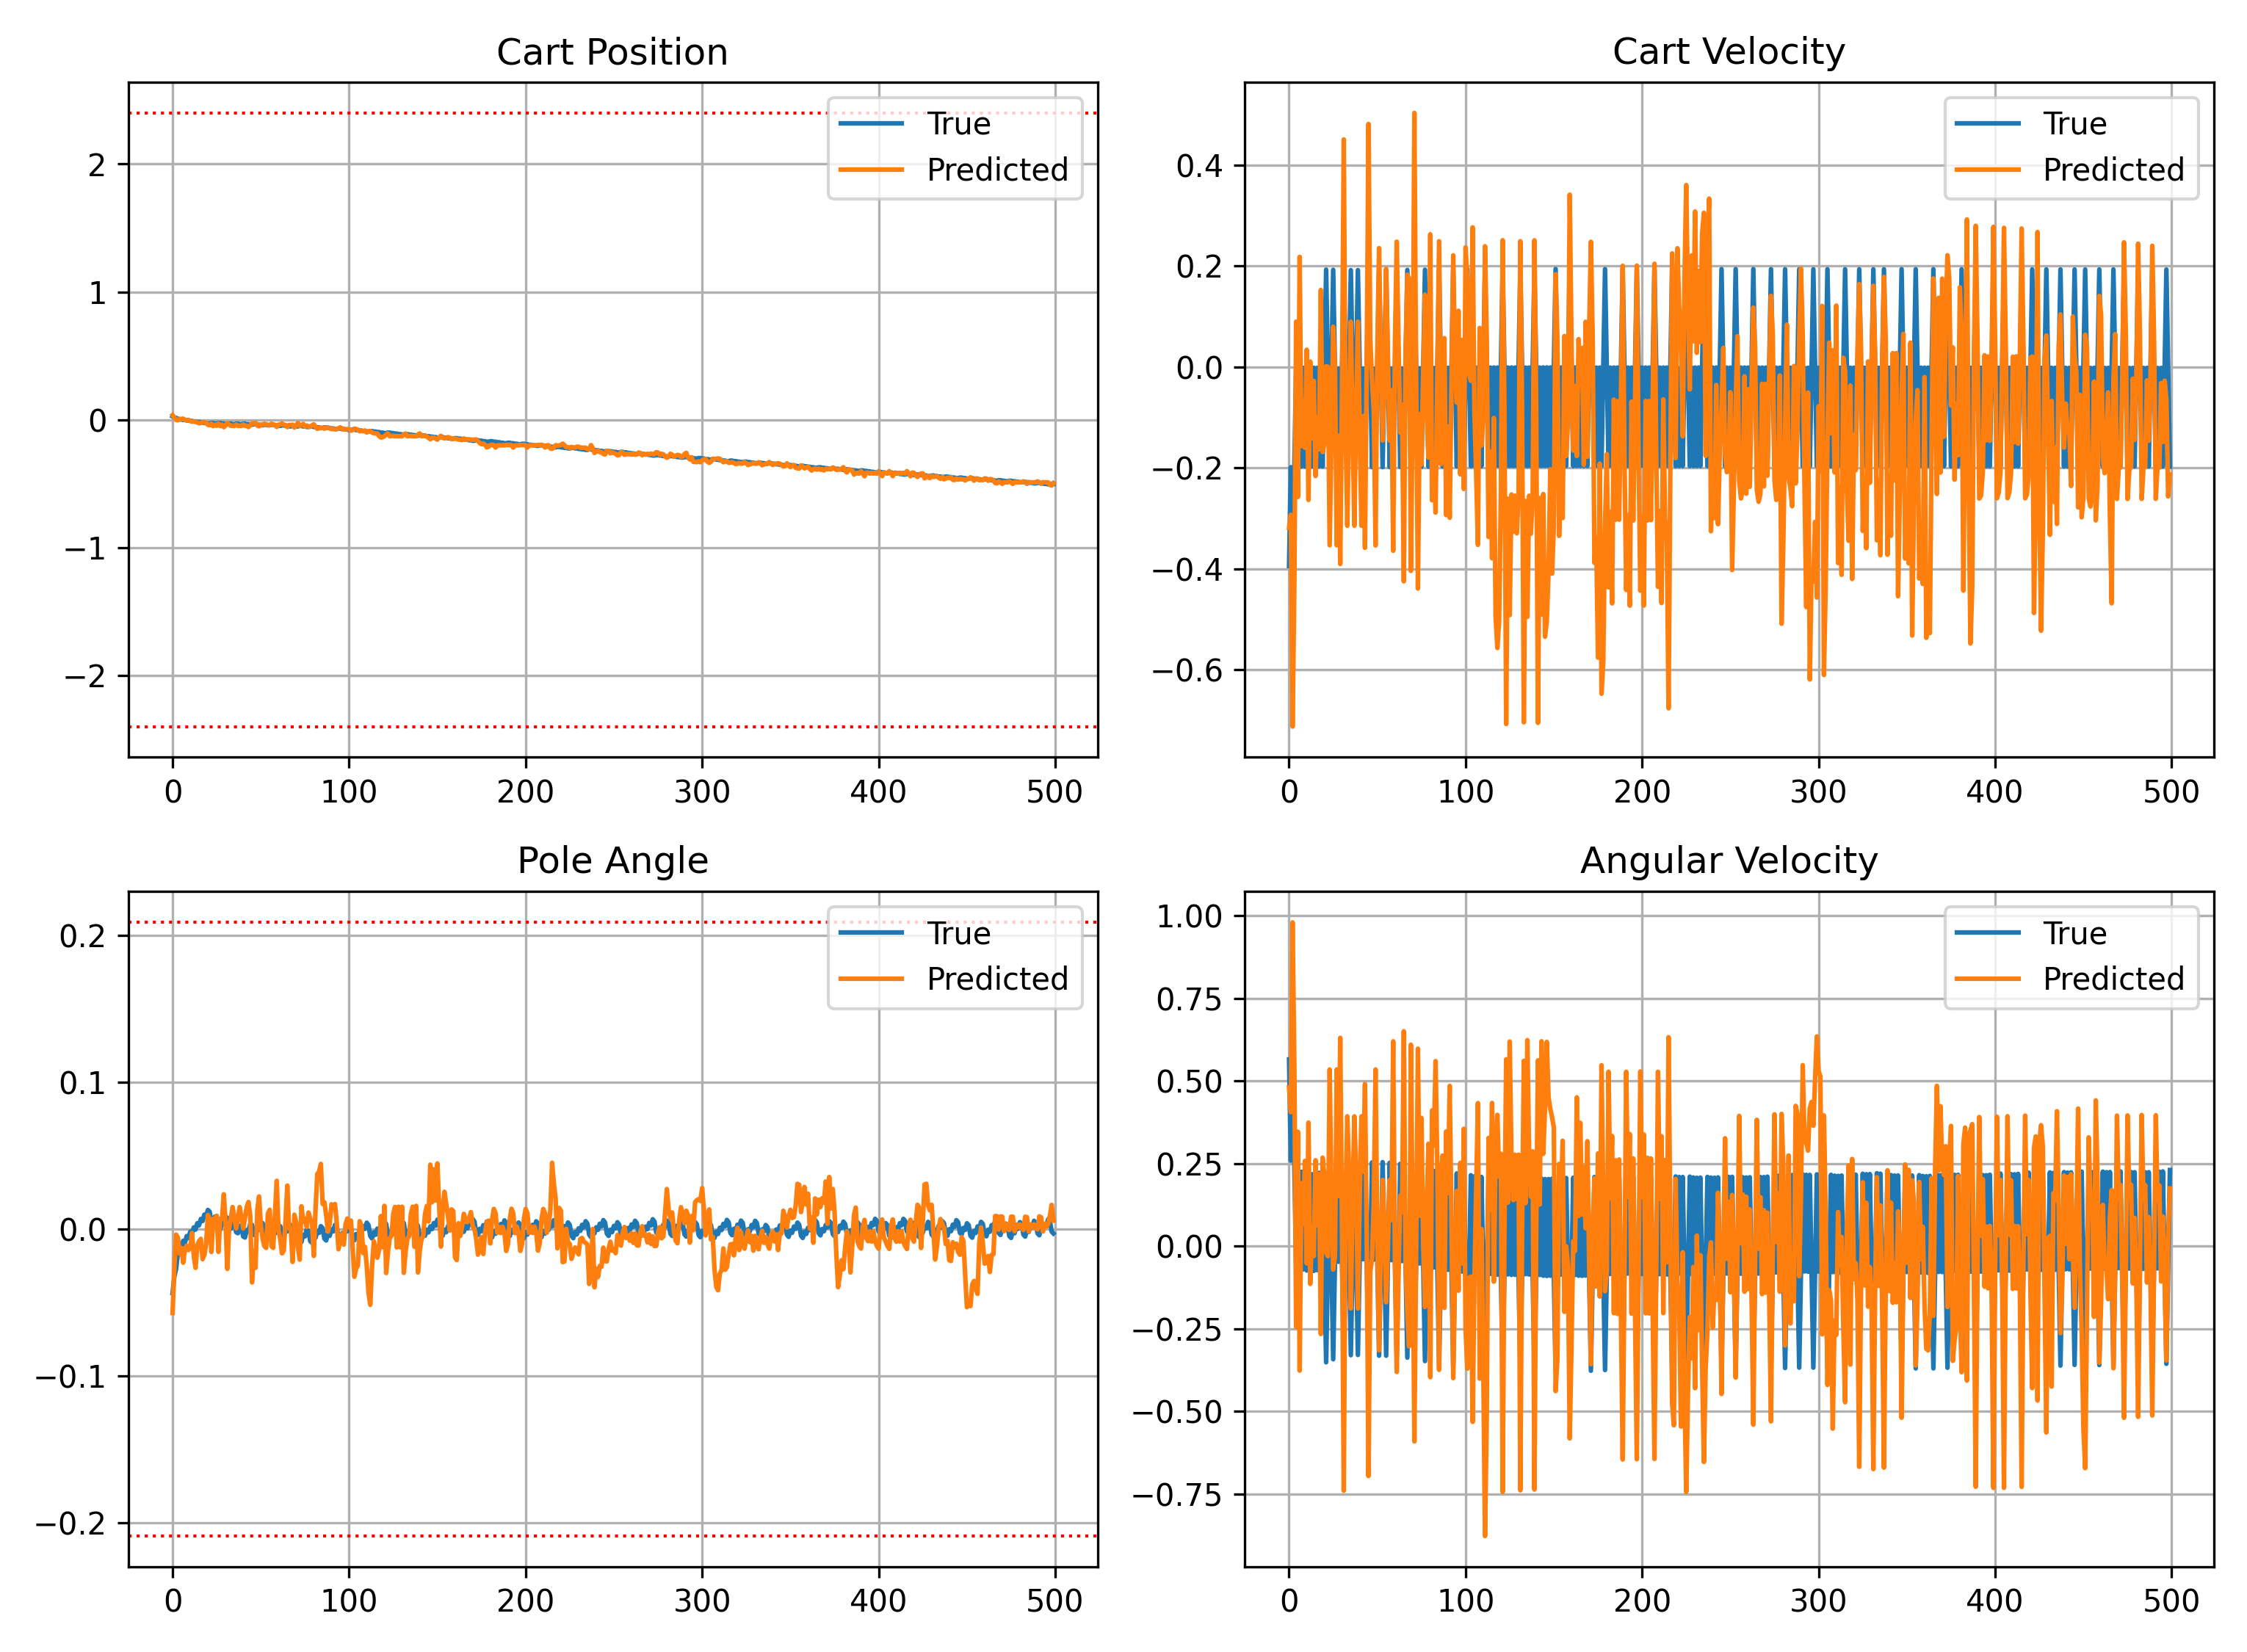 Cart Position
2
1
0
−1
−2
0 100 200 300 400 500
True
Predicted
Cart Velocity
0.4
0.2
0.0
−0.2
−0.4
−0.6
0 100 200 300 400 500
True
Predicted
Pole Angle
0.2
0.1
0.0
−0.1
−0.2
0 100 200 300 400 500
True
Predicted
Angular Velocity
1.00
0.75
0.50
0.25
0.00
−0.25
−0.50
−0.75
0 100 200 300 400 500
True
Predicted